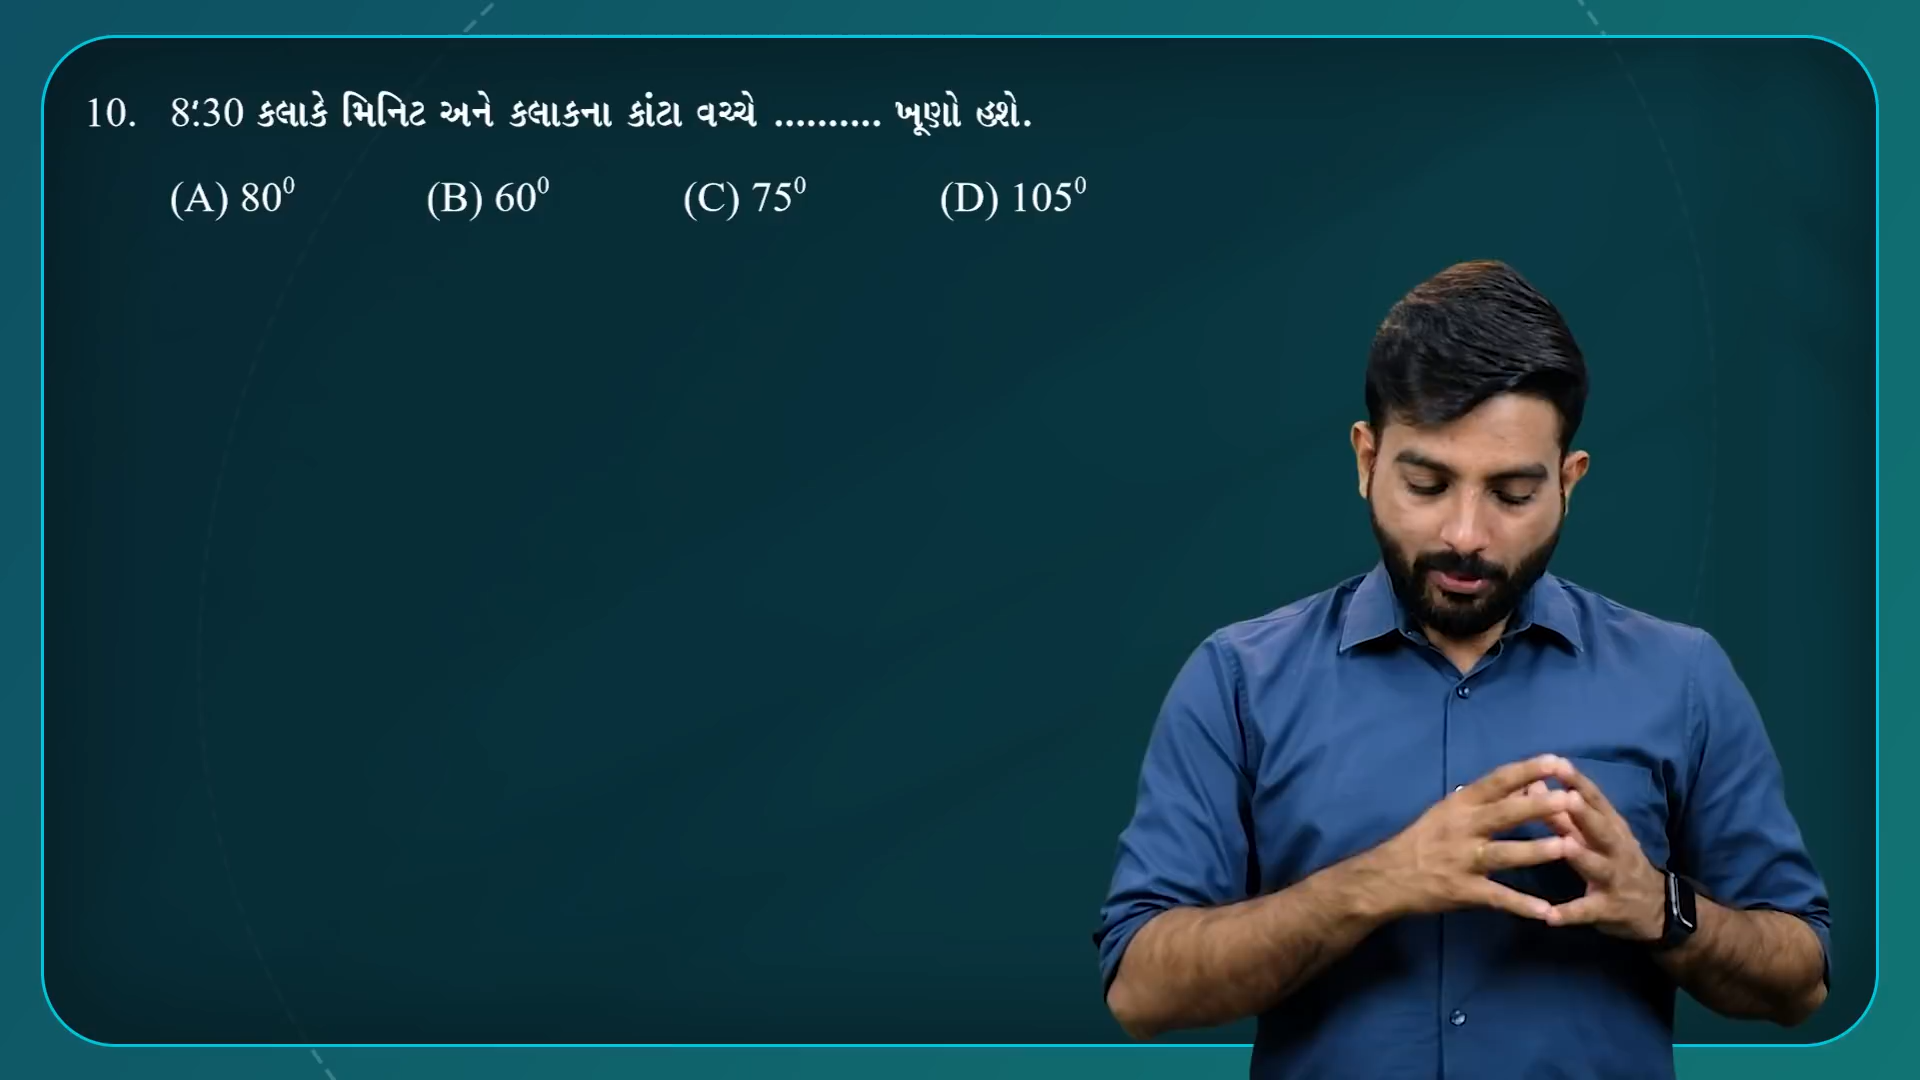 10. 8:30 કલાકે મિનિટ અને કલાકના કાંટા વચ્ચે .......... ખૂણો હશે.
(A) 80⁰ (B) 60⁰ (C) 75⁰ (D) 105⁰